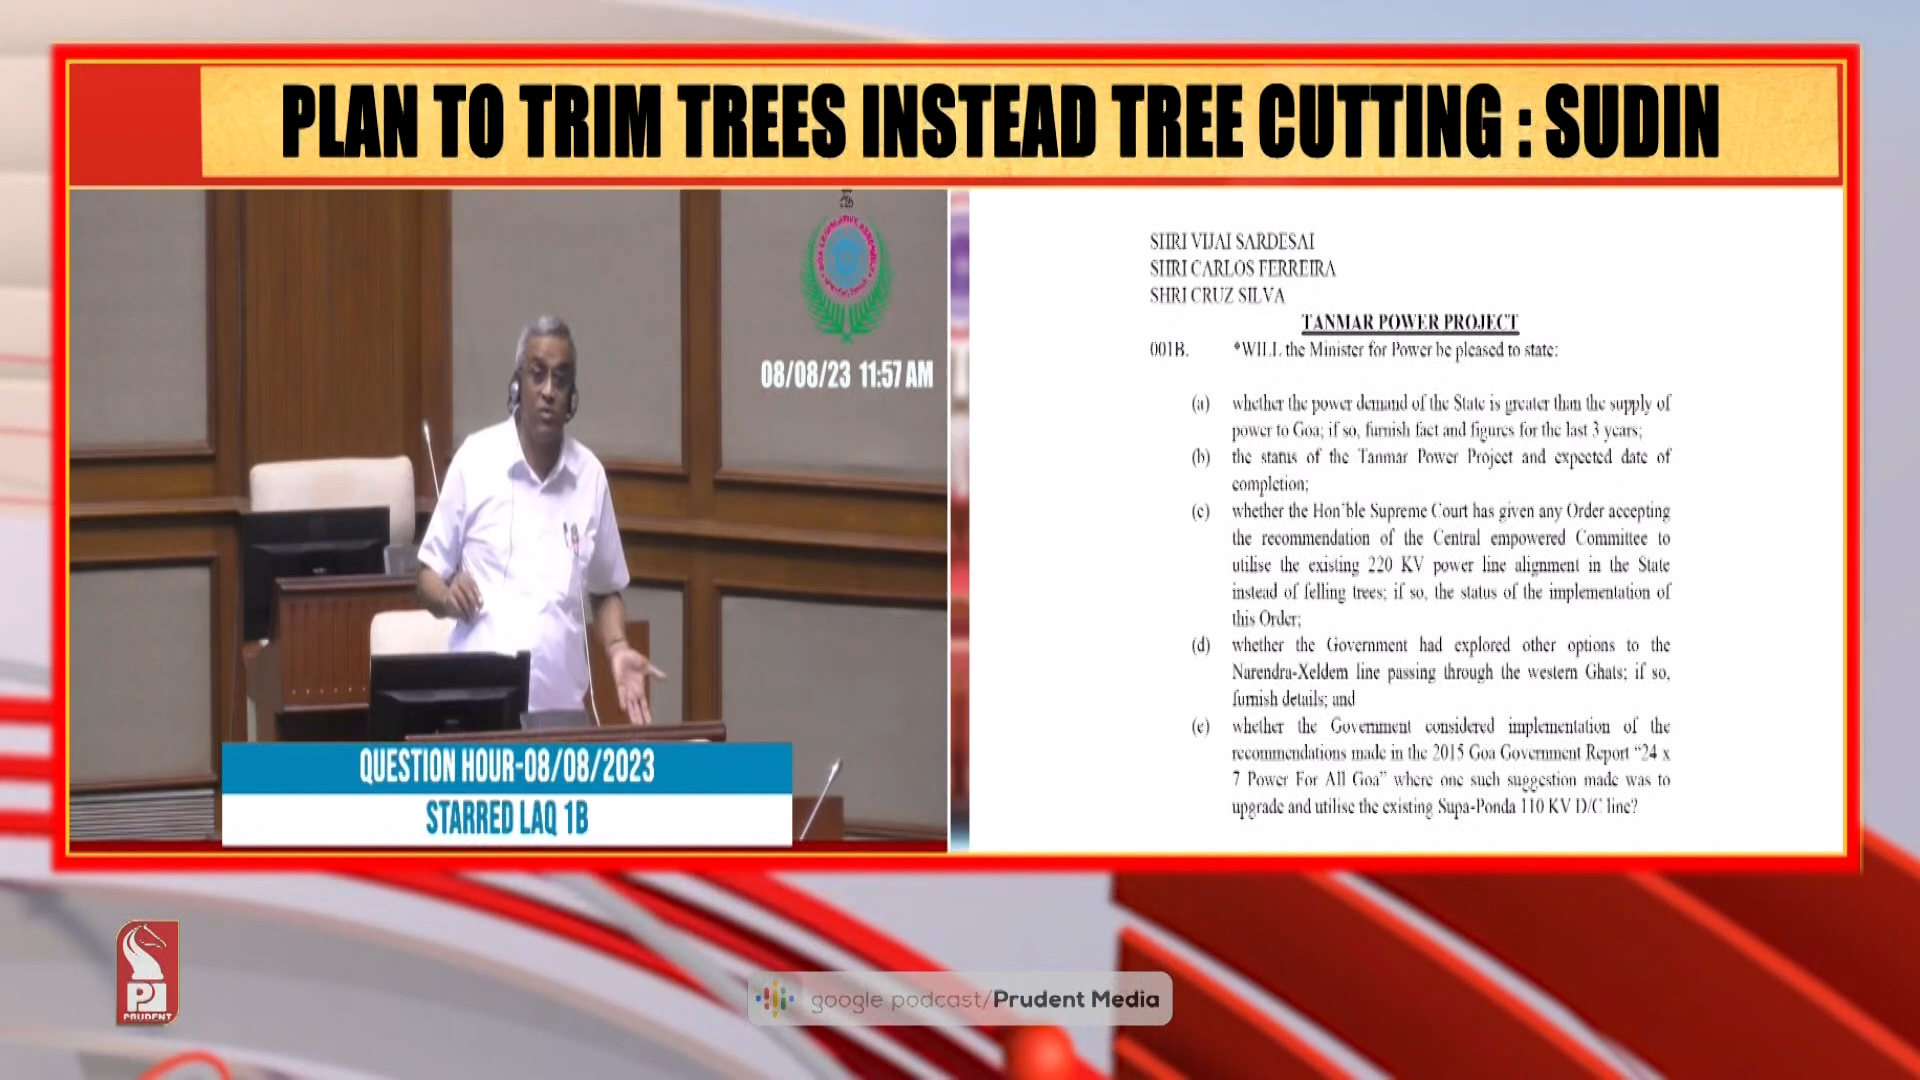 PLAN TO TRIM TREES INSTEAD TREE CUTTING : SUDIN
GOA LEGISLATIVE ASSEMBLY
08/08/23 11:57 AM
QUESTION HOUR-08/08/2023
STARRED LAQ 1B
SHRI VIJAI SARDESAI
SHRI CARLOS FERREIRA
SHRI CRUZ SILVA
TANMAR POWER PROJECT
001B. *WILL the Minister for Power be pleased to state:
(a) whether the power demand of the State is greater than the supply of
power to Goa; if so, furnish fact and figures for the last 3 years;
(b) the status of the Tanmar Power Project and expected date of
completion;
(c) whether the Hon'ble Supreme Court has given any Order accepting
the recommendation of the Central empowered Committee to
utilise the existing 220 KV power line alignment in the State
instead of felling trees; if so, the status of the implementation of
this Order;
(d) whether the Government had explored other options to the
Narendra-Xeldem line passing through the western Ghats; if so,
furnish details; and
(e) whether the Government considered implementation of the
recommendations made in the 2015 Goa Government Report “24 x
7 Power For All Goa” where one such suggestion made was to
upgrade and utilise the existing Supa-Ponda 110 KV D/C line?
P
PRUDENT
google podcast/Prudent Media